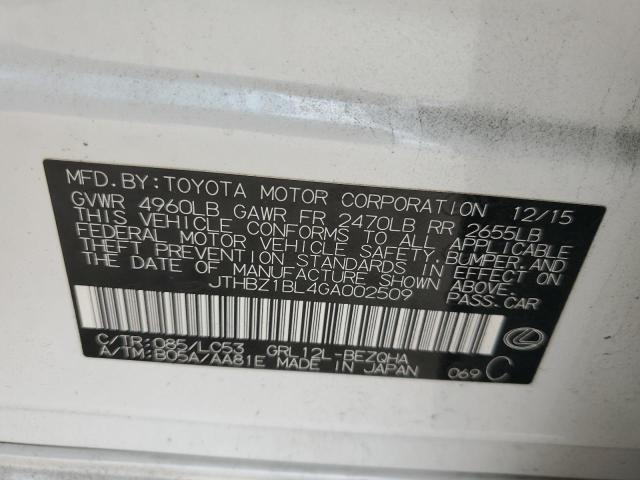 MFD. BY: TOYOTA MOTOR CORPORATION 12/15
GVWR 4960LB GAWR FR 2470LB RR 2655LB
THIS VEHICLE CONFORMS TO ALL APPLICABLE
FEDERAL MOTOR VEHICLE SAFETY, BUMPER, AND
THEFT PREVENTION STANDARDS IN EFFECT ON
THE DATE OF MANUFACTURE SHOWN ABOVE.
JTHBZ1BL4GA002509 PASS. CAR
C/TR: 085/LC53 GRL12L-BEZQHA
A/TM: B05A/AA81E MADE IN JAPAN 069 C